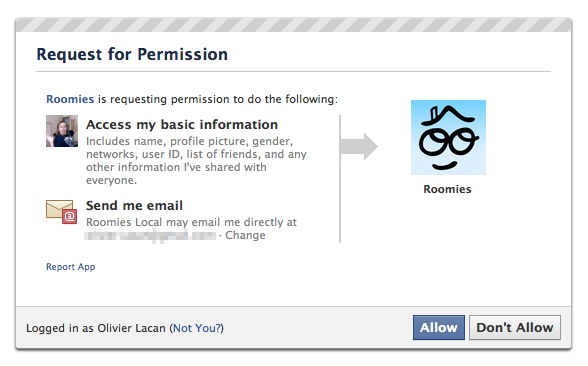 Request for Permission
Roomies is requesting permission to do the following:
Access my basic information
Includes name, profile picture, gender,
networks, user ID, list of friends, and any
other information I've shared with
everyone.
Send me email
Roomies Local may email me directly at
· Change
Roomies
Report App
Logged in as Olivier Lacan (Not You?)
Allow
Don't Allow